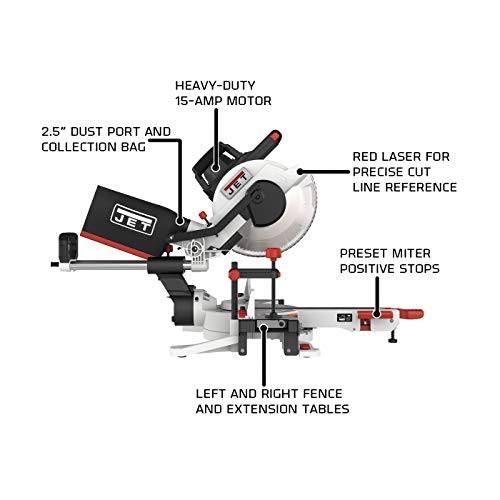 HEAVY-DUTY
15-AMP MOTOR
2.5" DUST PORT AND
COLLECTION BAG
RED LASER FOR
PRECISE CUT
LINE REFERENCE
JET
JET
PRESET MITER
POSITIVE STOPS
LEFT AND RIGHT FENCE
AND EXTENSION TABLES